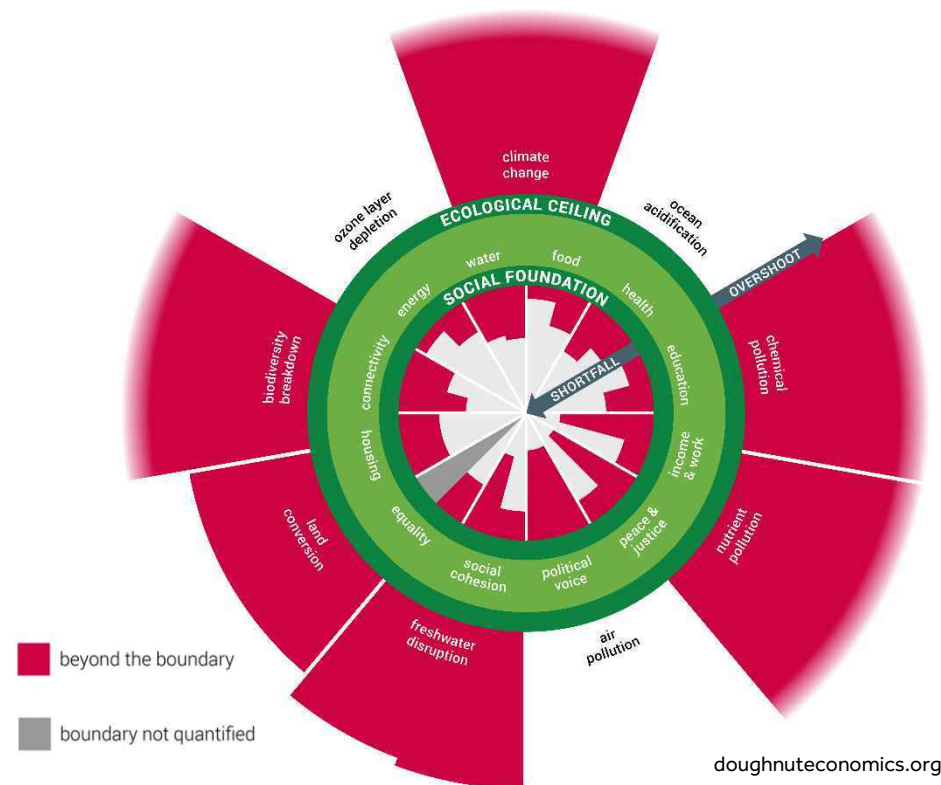 climate
change
ozone layer
depletion
ocean
acidification
ECOLOGICAL CEILING
OVERSHOOT
water
food
energy
health
SOCIAL FOUNDATION
biodiversity
breakdown
connectivity
SHORTFALL
education
chemical
pollution
housing
income
& work
land
conversion
equality
peace &
justice
nutrient
pollution
social
cohesion
political
voice
freshwater
disruption
air
pollution
beyond the boundary
boundary not quantified
doughnuteconomics.org